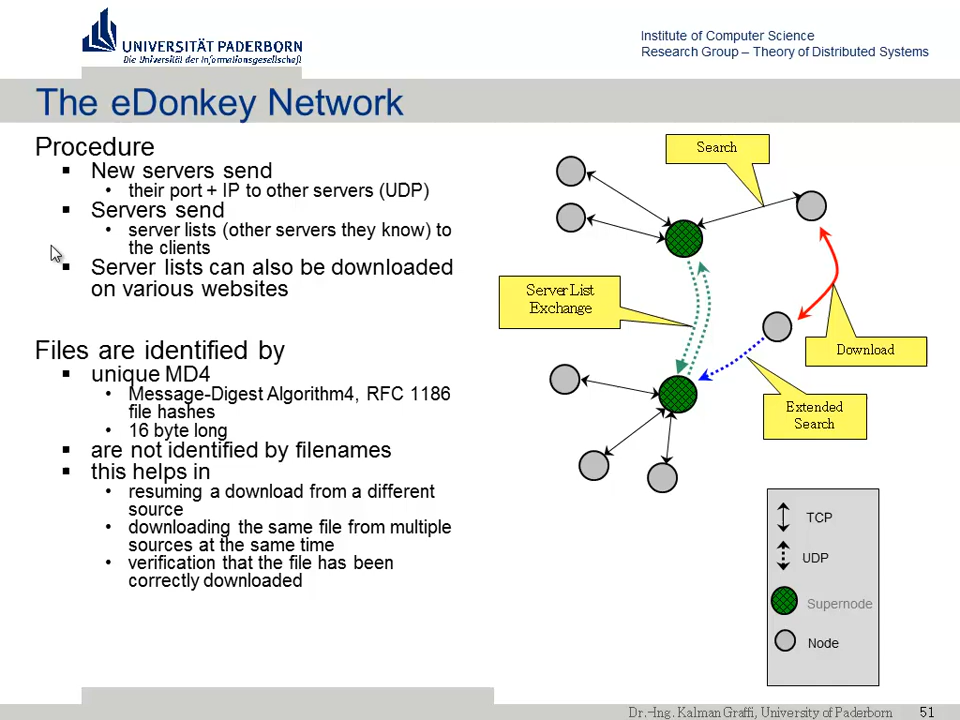 UNIVERSITÄT PADERBORN
Die Universität der Informationsgesellschaft
Institute of Computer Science
Research Group – Theory of Distributed Systems
The eDonkey Network
Procedure
▪ New servers send
• their port + IP to other servers (UDP)
▪ Servers send
• server lists (other servers they know) to
the clients
▪ Server lists can also be downloaded
on various websites
Files are identified by
▪ unique MD4
• Message-Digest Algorithm4, RFC 1186
file hashes
• 16 byte long
▪ are not identified by filenames
▪ this helps in
• resuming a download from a different
source
• downloading the same file from multiple
sources at the same time
• verification that the file has been
correctly downloaded
Search
Server List
Exchange
Download
Extended
Search
TCP
UDP
Supernode
Node
Dr.-Ing. Kalman Graffi, University of Paderborn
51